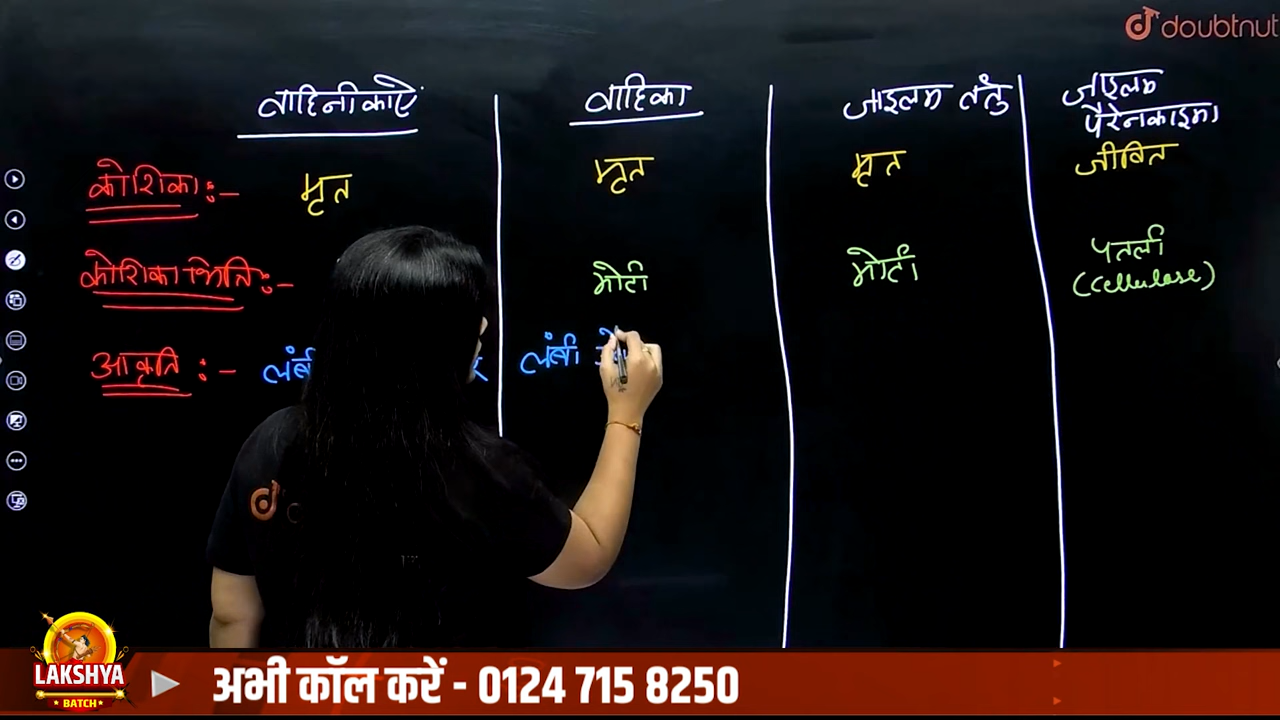 doubtnut
वाहिनीकाऐं
वाहिका
जाइलम तंतु
जाइलम
पैरेनकाइमा
कोशिका :-
मृत
मृत
मृत
जीवित
कोशिका भिति :-
मोटी
मोटी
पतली
(cellulose)
आकृति :-
लंबी
LAKSHYA
BATCH
अभी कॉल करें - 0124 715 8250